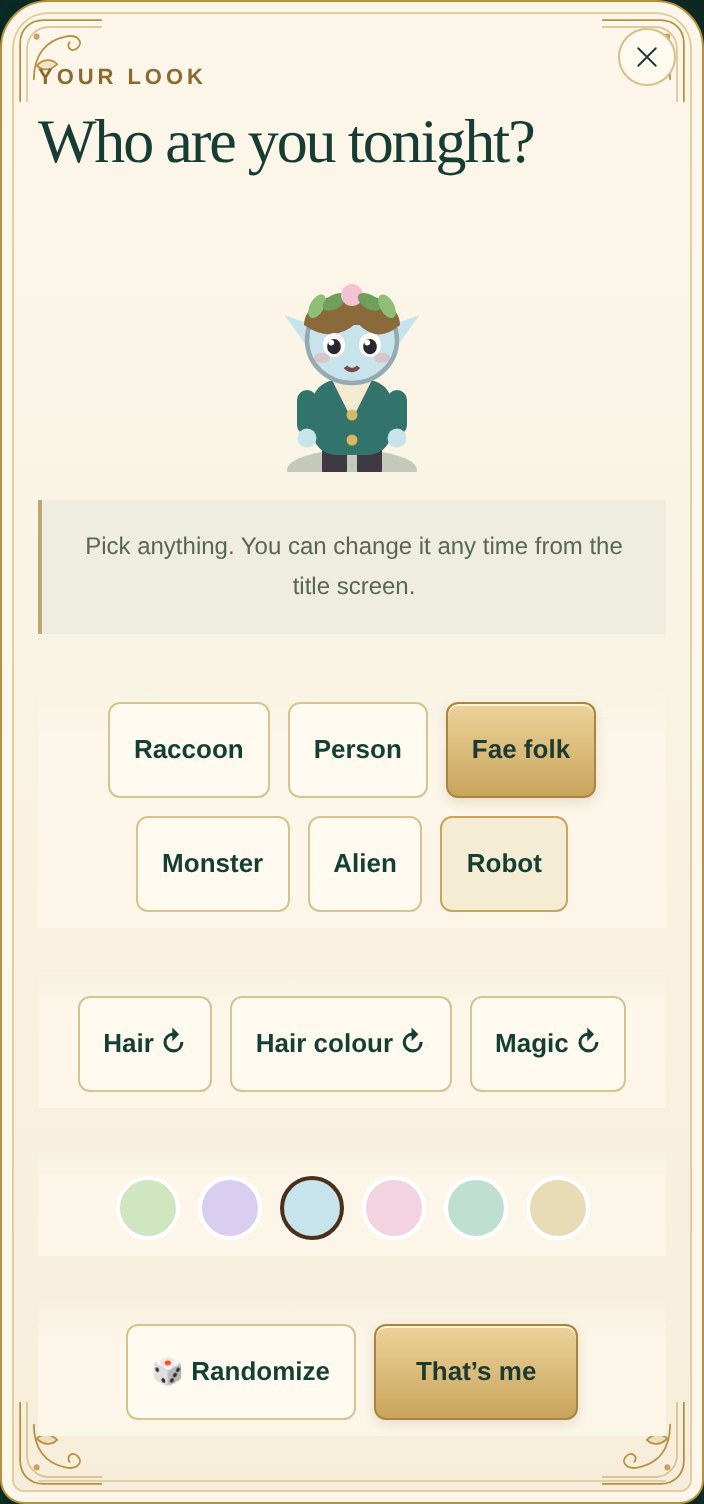 YOUR LOOK
Who are you tonight?
Pick anything. You can change it any time from the
title screen.
Raccoon
Person
Fae folk
Monster
Alien
Robot
Hair ↻
Hair colour ↻
Magic ↻
🎲 Randomize
That’s me